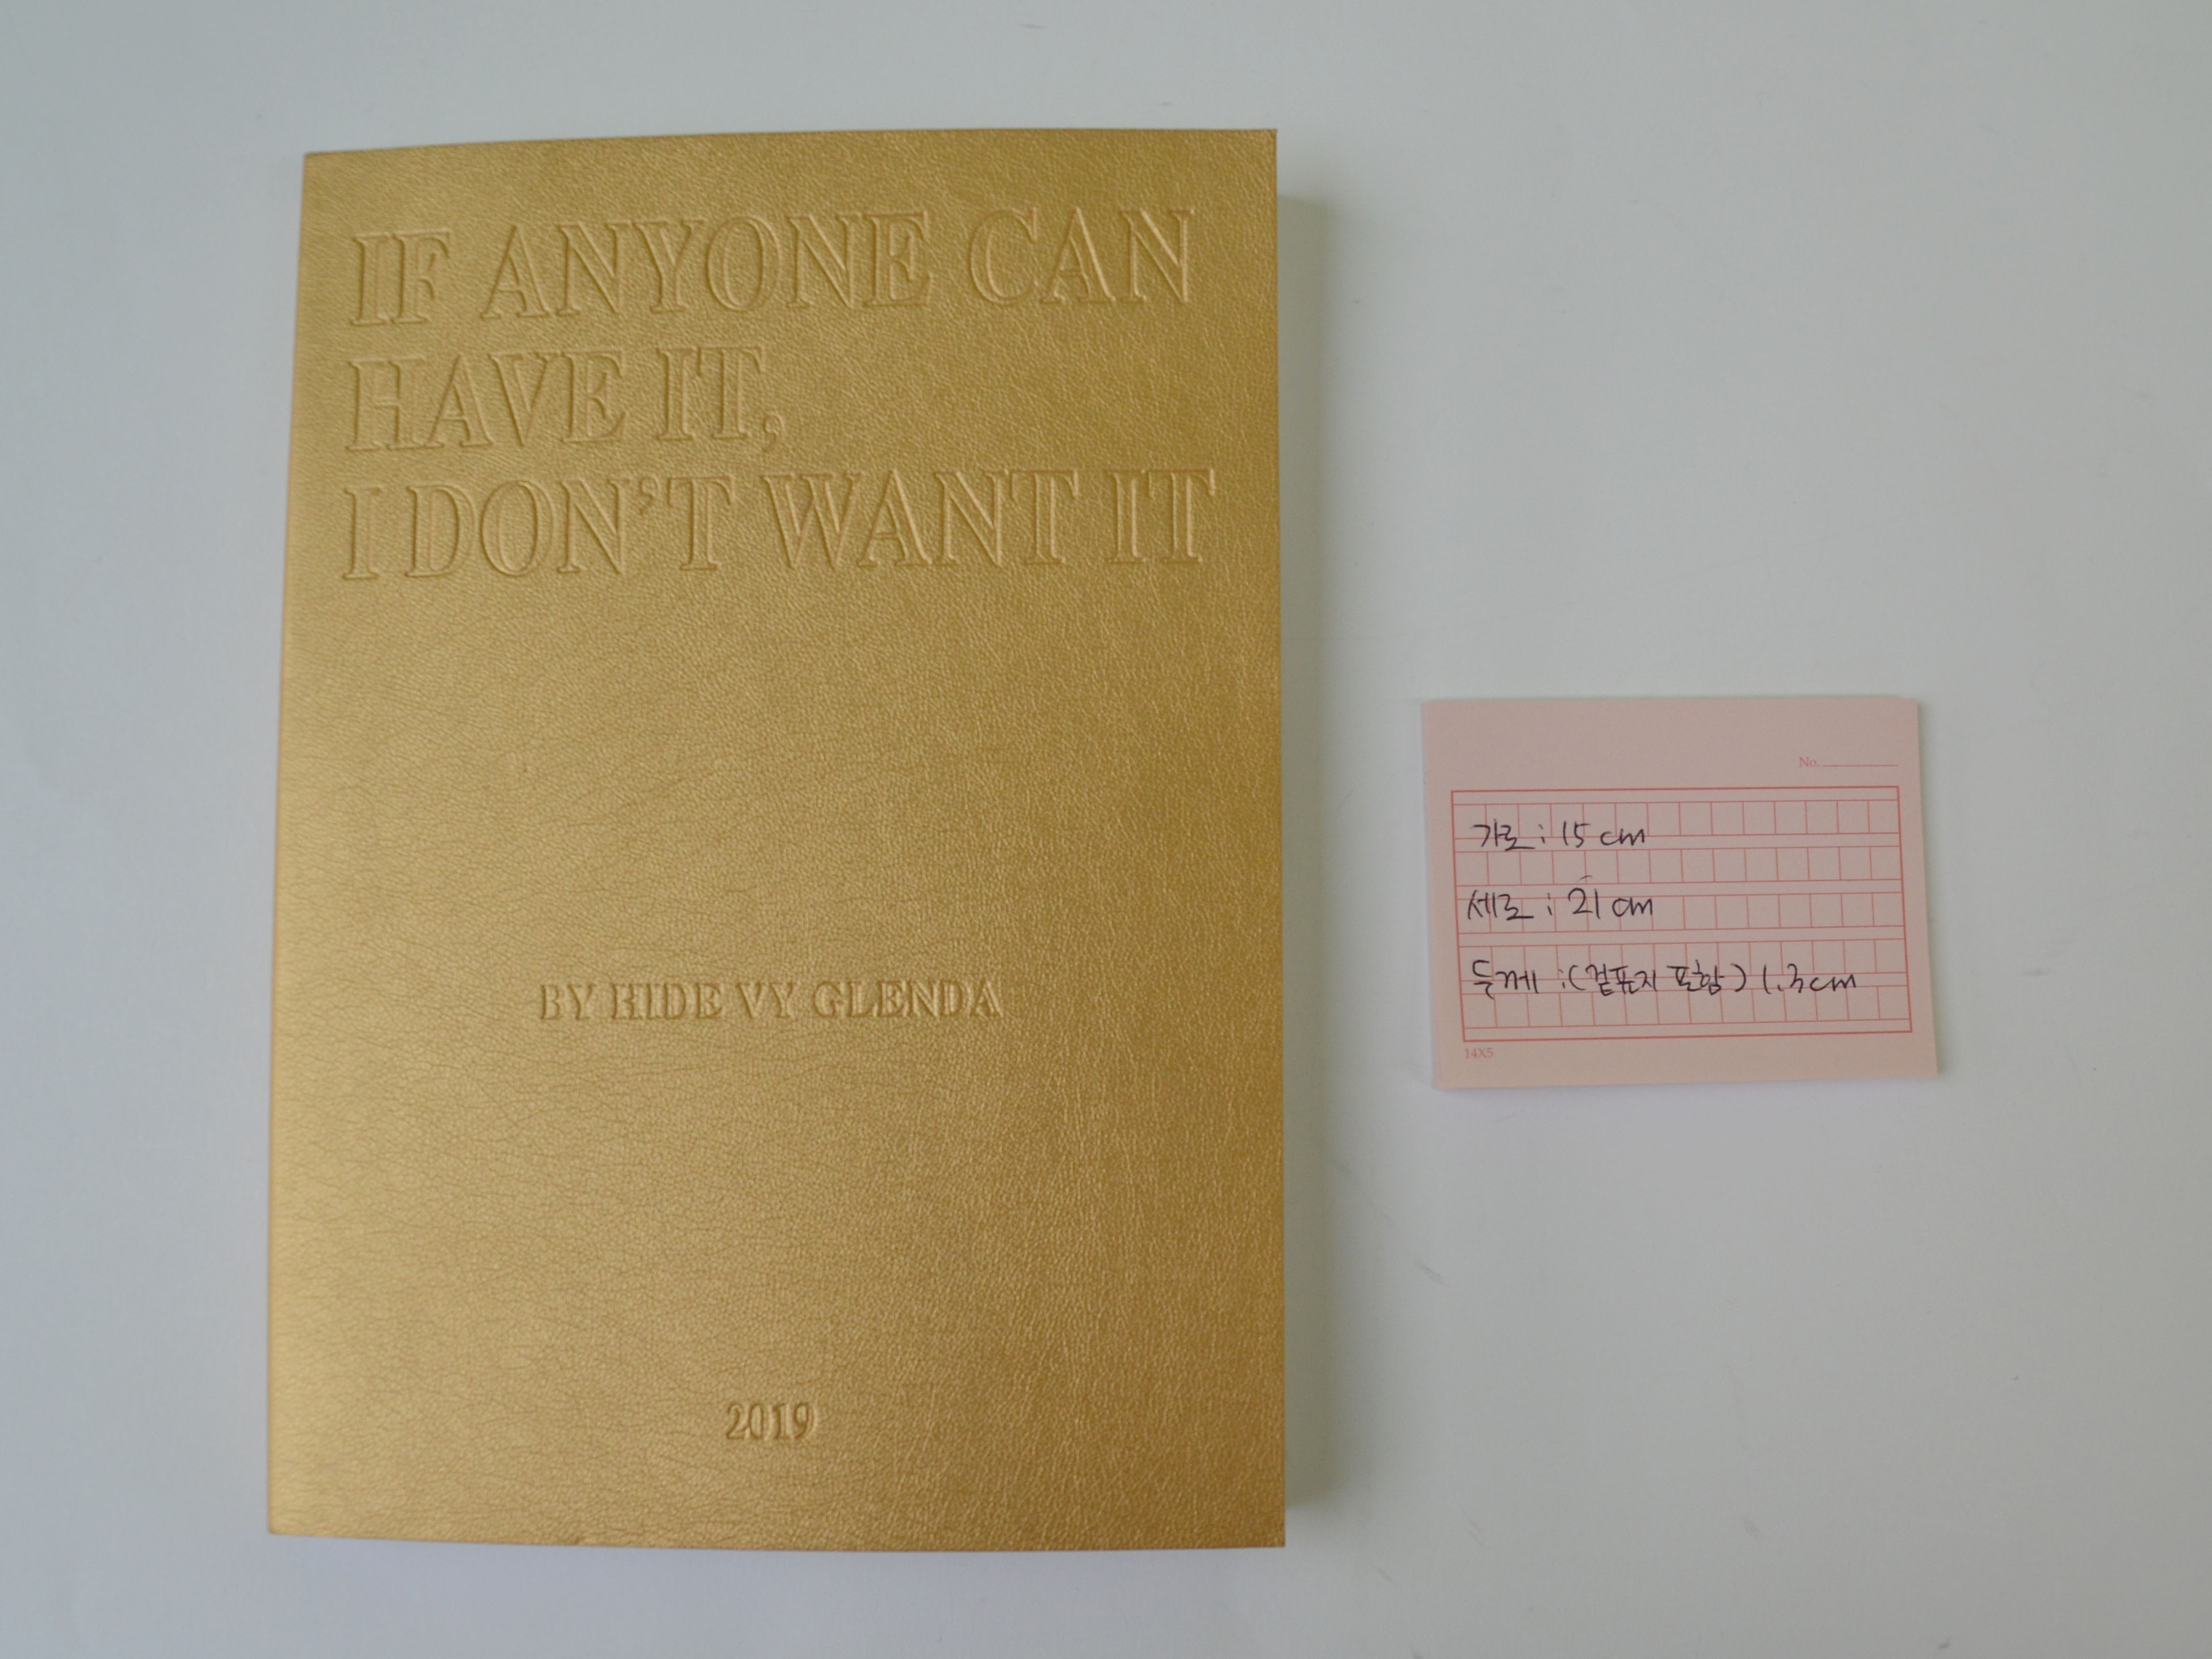 IF ANYONE CAN
HAVE IT,
I DON'T WANT IT
BY HIDE VY GLENDA
2019
No.
가로 : 15 cm
세로 : 21 cm
두께 : (겉표지 포함) 1.3cm
14X5